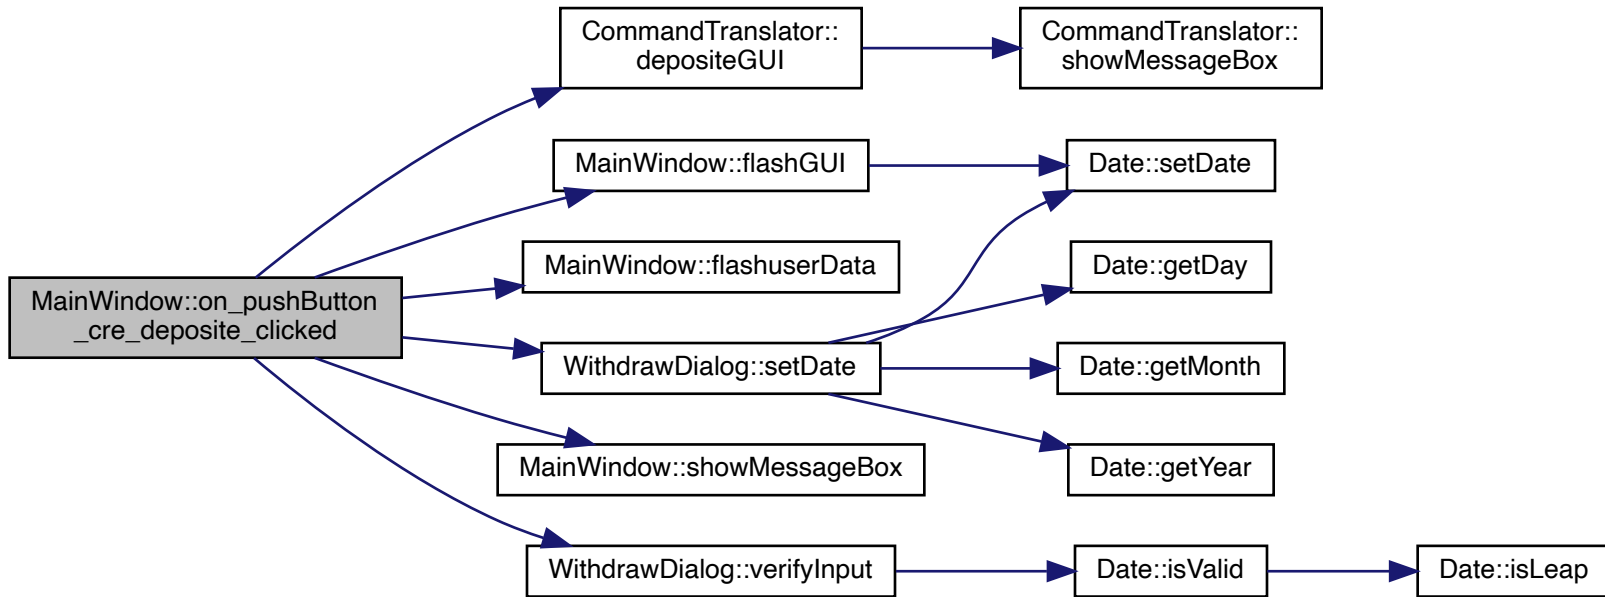 CommandTranslator::
depositeGUI
CommandTranslator::
showMessageBox
MainWindow::flashGUI
Date::setDate
MainWindow::flashuserData
Date::getDay
MainWindow::on_pushButton
_cre_deposite_clicked
WithdrawDialog::setDate
Date::getMonth
MainWindow::showMessageBox
Date::getYear
WithdrawDialog::verifyInput
Date::isValid
Date::isLeap